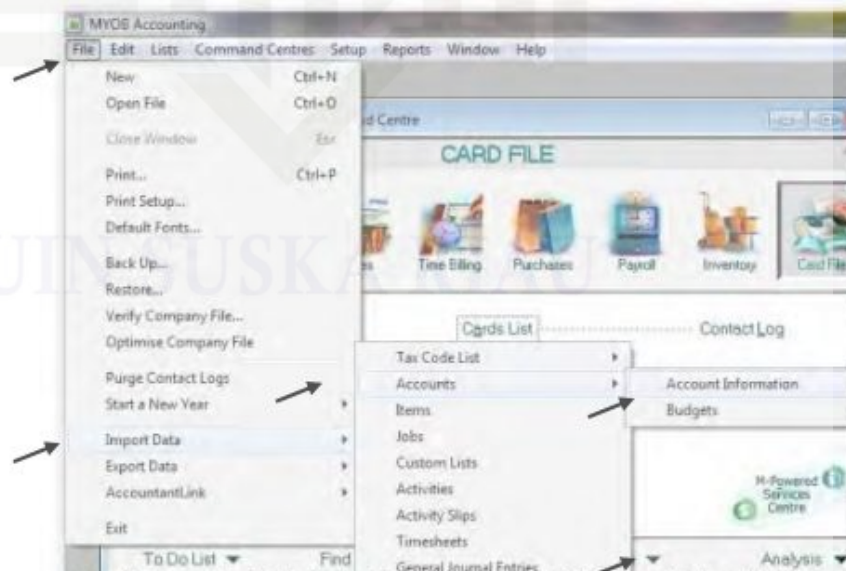 MYOB Accounting
File Edit Lists Command Centres Setup Reports Window Help
New Ctrl+N
Open File Ctrl+O
Close Window Esc
Print... Ctrl+P
Print Setup...
Default Fonts...
Back Up...
Restore...
Verify Company File...
Optimise Company File
Purge Contact Logs
Start a New Year
Import Data
Export Data
AccountantLink
Exit
d Centre
CARD FILE
Time Billing Purchases Payroll Inventory Card File
Cards List Contact Log
Tax Code List
Accounts
Items
Jobs
Custom Lists
Activities
Activity Slips
Timesheets
General Journal Entries
Account Information
Budgets
M-Powered
Services
Centre
To Do List Find
Analysis
UIN SUSKA RIAU